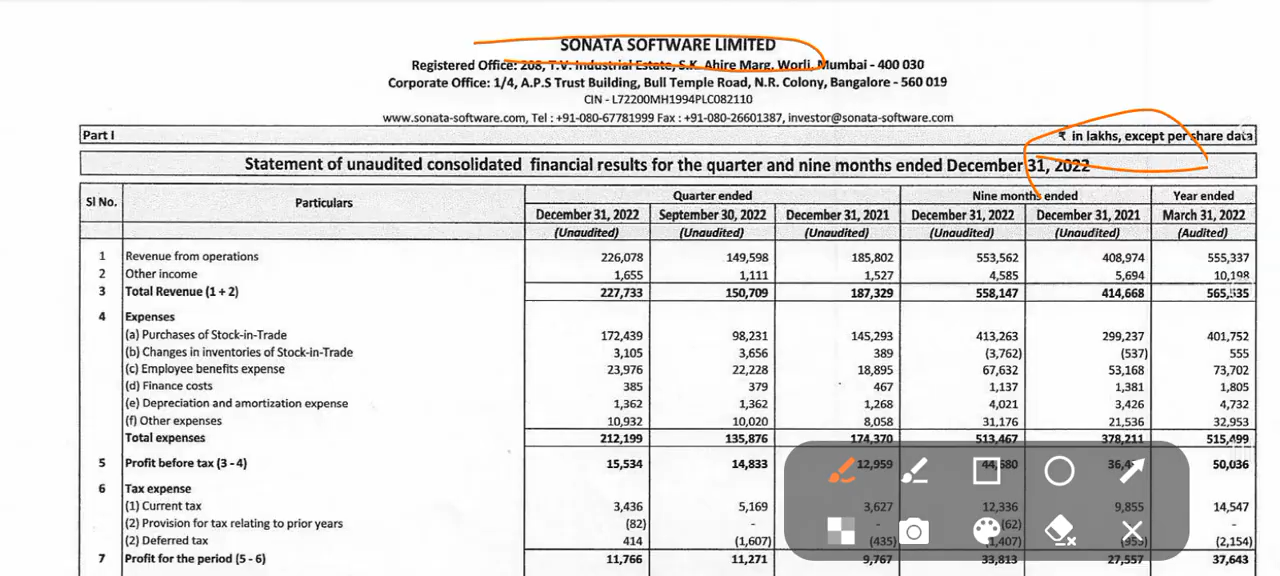 SONATA SOFTWARE LIMITED
Registered Office: 208, T.V. Industrial Estate, S.K. Ahire Marg, Worli, Mumbai - 400 030
Corporate Office: 1/4, A.P.S Trust Building, Bull Temple Road, N.R. Colony, Bangalore - 560 019
CIN - L72200MH1994PLC082110
www.sonata-software.com, Tel : +91-080-67781999 Fax : +91-080-26601387, investor@sonata-software.com
Part I ₹ in lakhs, except per share data
Statement of unaudited consolidated financial results for the quarter and nine months ended December 31, 2022
Sl No. Particulars Quarter ended Nine months ended Year ended
December 31, 2022 September 30, 2022 December 31, 2021 December 31, 2022 December 31, 2021 March 31, 2022
(Unaudited) (Unaudited) (Unaudited) (Unaudited) (Unaudited) (Audited)
1 Revenue from operations 226,078 149,598 185,802 553,562 408,974 555,337
2 Other income 1,655 1,111 1,527 4,585 5,694 10,198
3 Total Revenue (1 + 2) 227,733 150,709 187,329 558,147 414,668 565,535
4 Expenses
(a) Purchases of Stock-in-Trade 172,439 98,231 145,293 413,263 299,237 401,752
(b) Changes in inventories of Stock-in-Trade 3,105 3,656 389 (3,762) (537) 555
(c) Employee benefits expense 23,976 22,228 18,895 67,632 53,168 73,702
(d) Finance costs 385 379 467 1,137 1,381 1,805
(e) Depreciation and amortization expense 1,362 1,362 1,268 4,021 3,426 4,732
(f) Other expenses 10,932 10,020 8,058 31,176 21,536 32,953
Total expenses 212,199 135,876 174,370 513,467 378,211 515,499
5 Profit before tax (3 - 4) 15,534 14,833 12,959 44,680 50,036
6 Tax expense
(1) Current tax 3,436 5,169 3,627 12,336 9,855 14,547
(2) Provision for tax relating to prior years (82) - - (62) -
(2) Deferred tax 414 (1,607) (435) (1,407) (2,154)
7 Profit for the period (5 - 6) 11,766 11,271 9,767 33,813 27,557 37,643